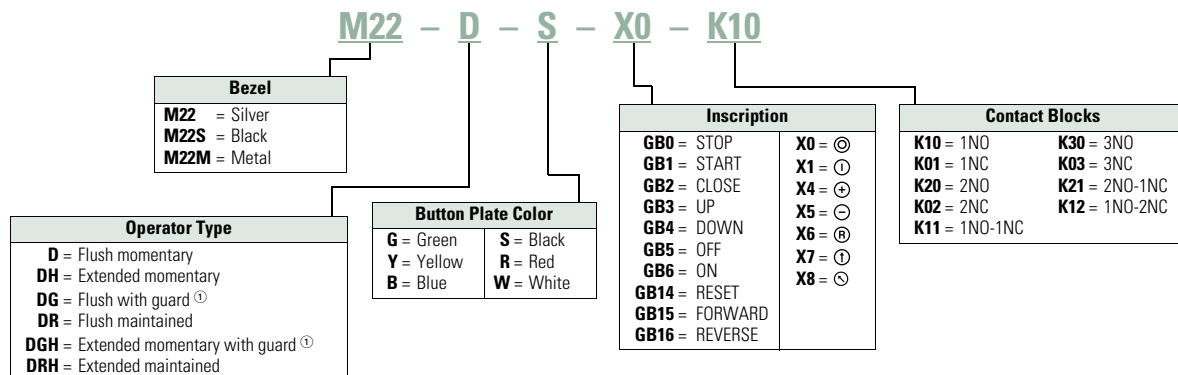 M22 – D – S – X0 – K10
Bezel
M22 = Silver
M22S = Black
M22M = Metal
Operator Type
D = Flush momentary
DH = Extended momentary
DG = Flush with guard ①
DR = Flush maintained
DGH = Extended momentary with guard ①
DRH = Extended maintained
Button Plate Color
G = Green
Y = Yellow
B = Blue
S = Black
R = Red
W = White
Inscription
GB0 = STOP
GB1 = START
GB2 = CLOSE
GB3 = UP
GB4 = DOWN
GB5 = OFF
GB6 = ON
GB14 = RESET
GB15 = FORWARD
GB16 = REVERSE
X0 = ◎
X1 = Ⓘ
X4 = ⊕
X5 = ⊖
X6 = Ⓡ
X7 = ⓵
X8 = ⦸
Contact Blocks
K10 = 1NO
K01 = 1NC
K20 = 2NO
K02 = 2NC
K11 = 1NO-1NC
K30 = 3NO
K03 = 3NC
K21 = 2NO-1NC
K12 = 1NO-2NC